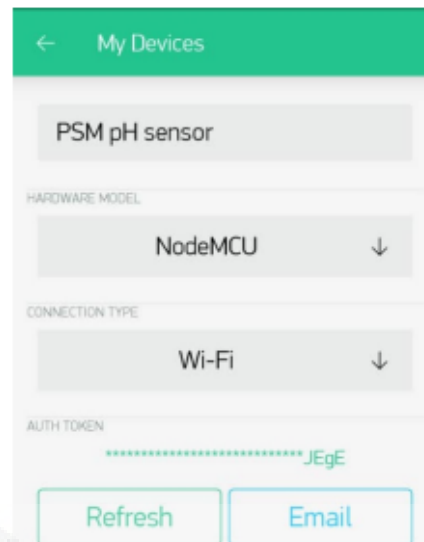 ← My Devices
PSM pH sensor
HARDWARE MODEL
NodeMCU ↓
CONNECTION TYPE
Wi-Fi ↓
AUTH TOKEN
****************************JEgE
Refresh Email